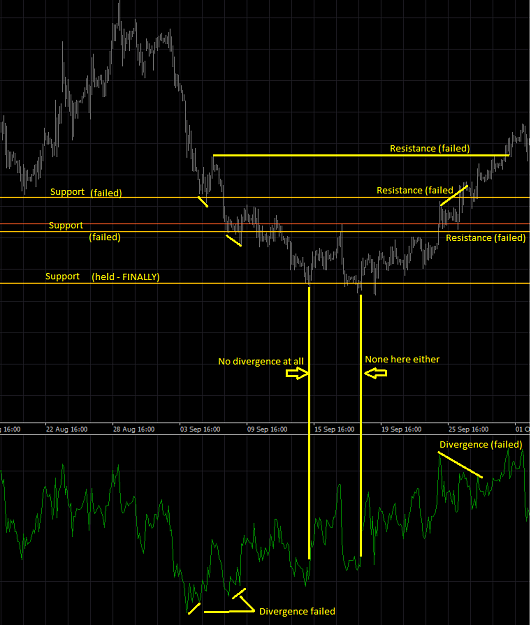 Resistance (failed)
Support (failed)
Resistance (failed
Support
(failed)
Resistance (failed)
Support (held - FINALLY)
No divergence at all
None here either
16:00 22 Aug 16:00 28 Aug 16:00 03 Sep 16:00 09 Sep 16:00 15 Sep 16:00 19 Sep 16:00 25 Sep 16:00 01 O
Divergence (failed)
Divergence failed